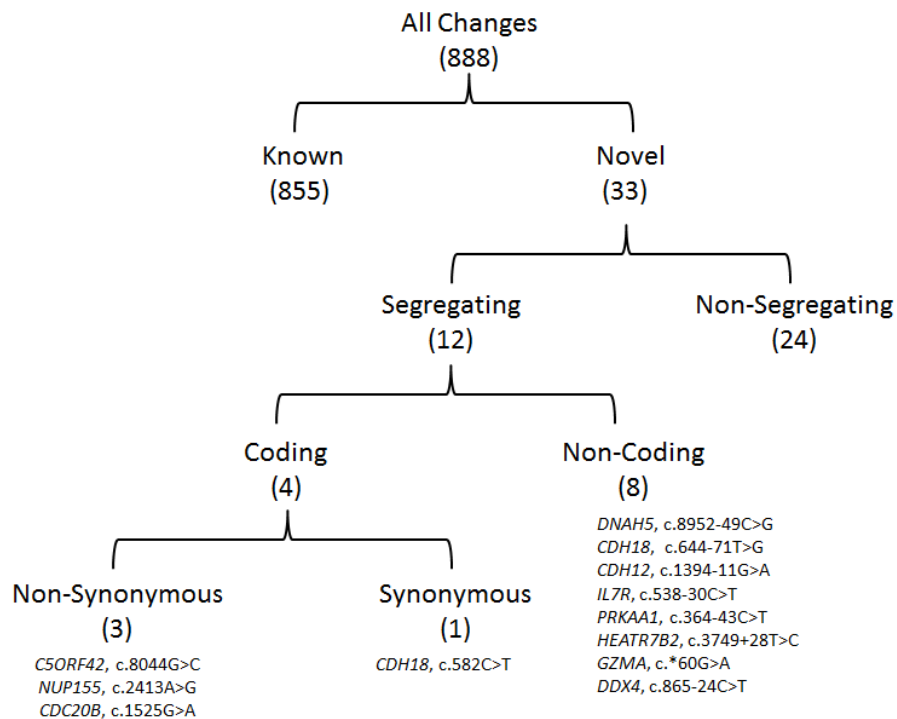 All Changes
(888)
Known
(855)
Novel
(33)
Segregating
(12)
Non-Segregating
(24)
Coding
(4)
Non-Coding
(8)
DNAH5, c.8952-49C>G
CDH18, c.644-71T>G
CDH12, c.1394-11G>A
IL7R, c.538-30C>T
PRKAA1, c.364-43C>T
HEATR7B2, c.3749+28T>C
GZMA, c.*60G>A
DDX4, c.865-24C>T
Non-Synonymous
(3)
C5ORF42, c.8044G>C
NUP155, c.2413A>G
CDC20B, c.1525G>A
Synonymous
(1)
CDH18, c.582C>T